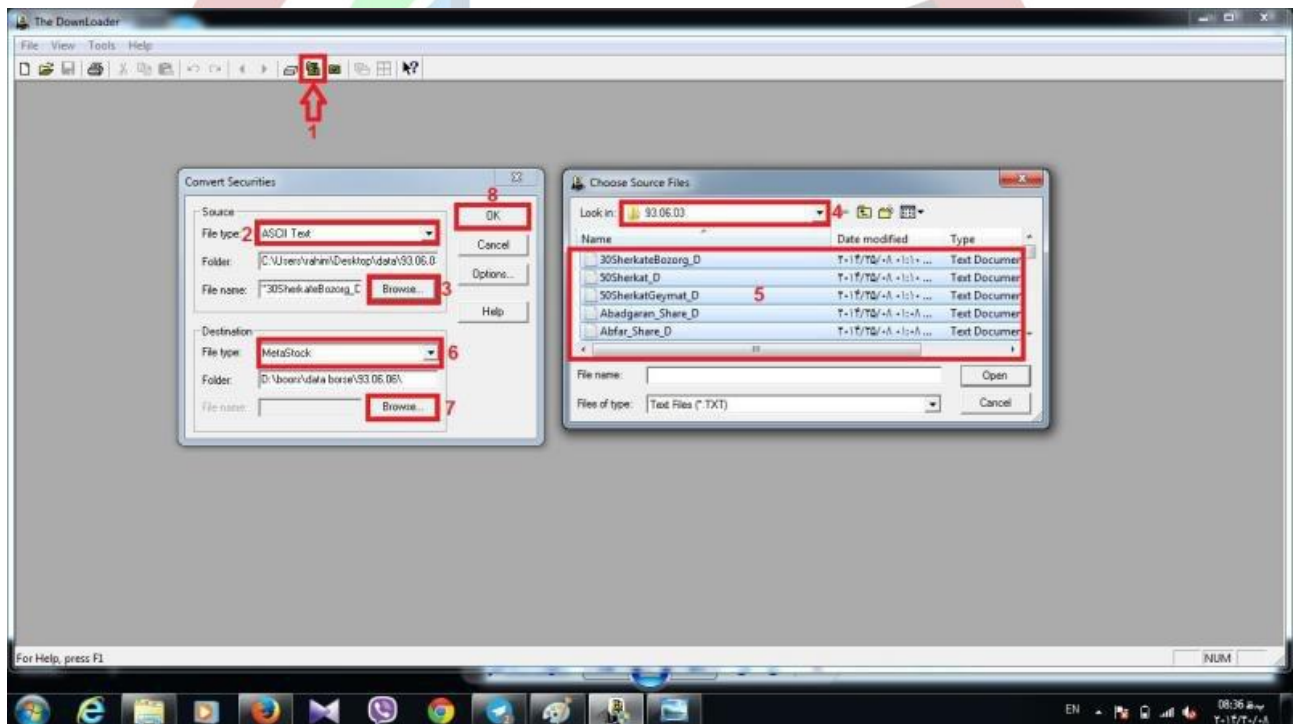 The DownLoader
File View Tools Help
1
Convert Securities
Source
File type: 2 ASCII Text
Folder: C:\Users\rahimi\Desktop\data\93.06.0
File name: "30SherkateBozorg_D Browse... 3
Destination
File type: MetaStock 6
Folder: D:\boors\data borse\93.06.06\
File name: Browse... 7
8
OK
Cancel
Options...
Help
Choose Source Files
Look in: 93.06.03 4
Name Date modified Type
30SherkateBozorg_D Text Documen
50Sherkat_D Text Documen
50SherkatGeymat_D 5 Text Documen
Abadgaran_Share_D Text Documen
Abfar_Share_D Text Documen
File name: Open
Files of type: Text Files (*.TXT) Cancel
For Help, press F1 NUM
EN 08:36